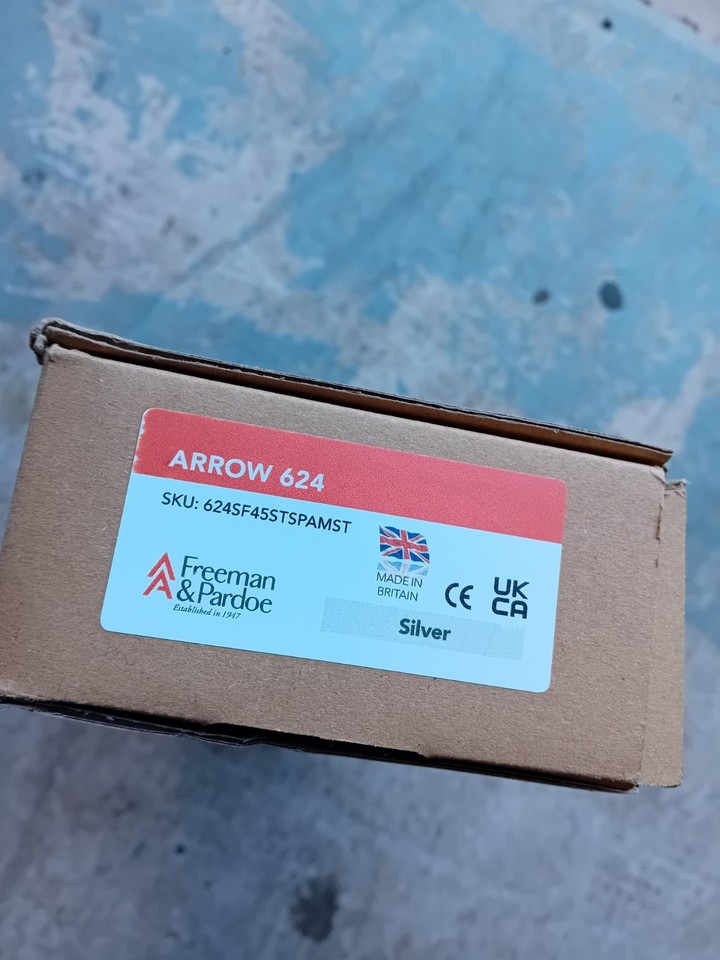 ARROW 624
SKU: 624SF45STSPAMST
Freeman
& Pardoe
Established in 1947
MADE IN
BRITAIN
CE
UK
CA
Silver